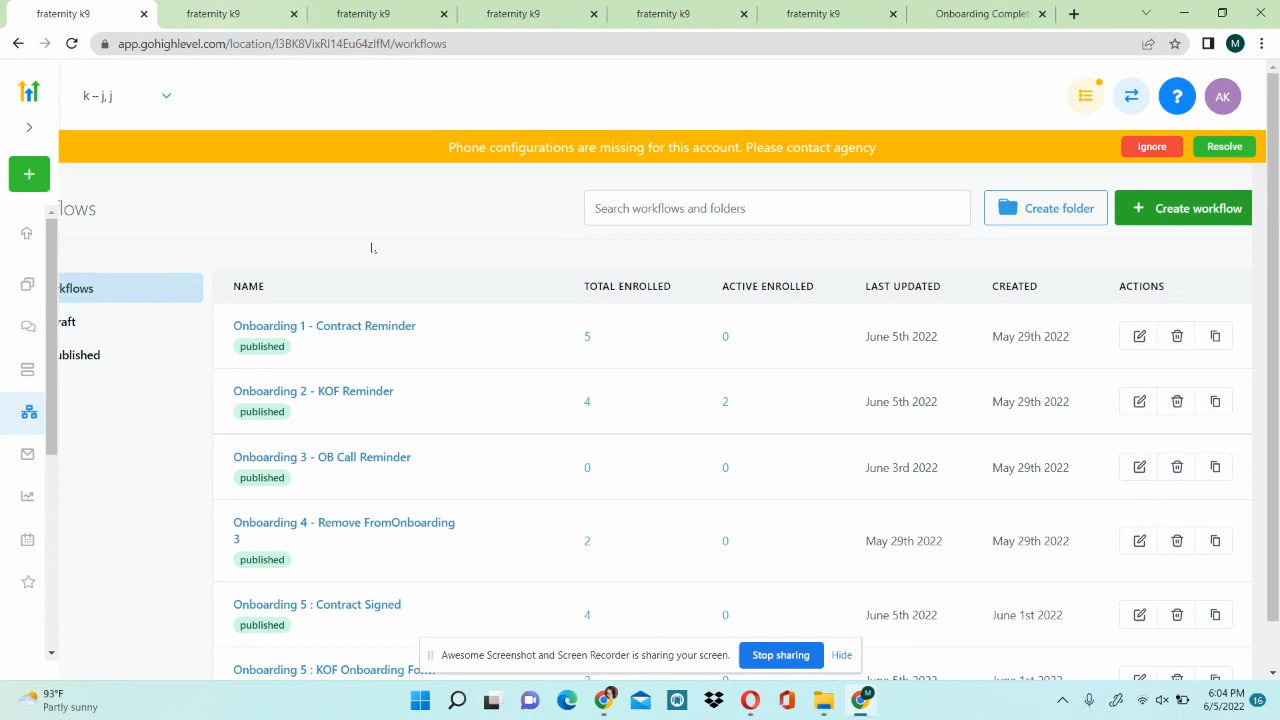 fraternity k9
fraternity k9
fraternity k9
fraternity k9
fraternity k9
fraternity k9
Onboarding Complet
app.gohighlevel.com/location/l3BK8VixRI14Eu64zIfM/workflows
M
k -- j, j
?
AK
Phone configurations are missing for this account. Please contact agency
Ignore
Resolve
flows
Search workflows and folders
Create folder
+ Create workflow
kflows
raft
ublished
NAME
TOTAL ENROLLED
ACTIVE ENROLLED
LAST UPDATED
CREATED
ACTIONS
Onboarding 1 - Contract Reminder
published
5
0
June 5th 2022
May 29th 2022
Onboarding 2 - KOF Reminder
published
4
2
June 5th 2022
May 29th 2022
Onboarding 3 - OB Call Reminder
published
0
0
June 3rd 2022
May 29th 2022
Onboarding 4 - Remove FromOnboarding
3
published
2
0
May 29th 2022
May 29th 2022
Onboarding 5 : Contract Signed
published
4
0
June 5th 2022
June 1st 2022
Onboarding 5 : KOF Onboarding
Awesome Screenshot and Screen Recorder is sharing your screen.
Stop sharing
Hide
93°F
Partly sunny
M
6:04 PM
6/5/2022
16